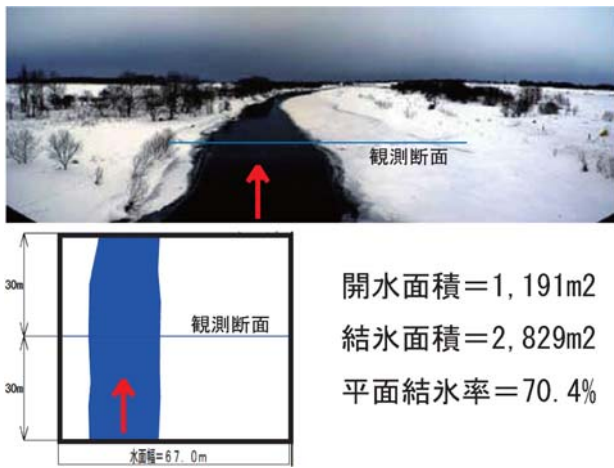 観測断面
30m
観測断面
30m
水面幅=67.0m
開水面積=1,191m2
結氷面積=2,829m2
平面結氷率=70.4%